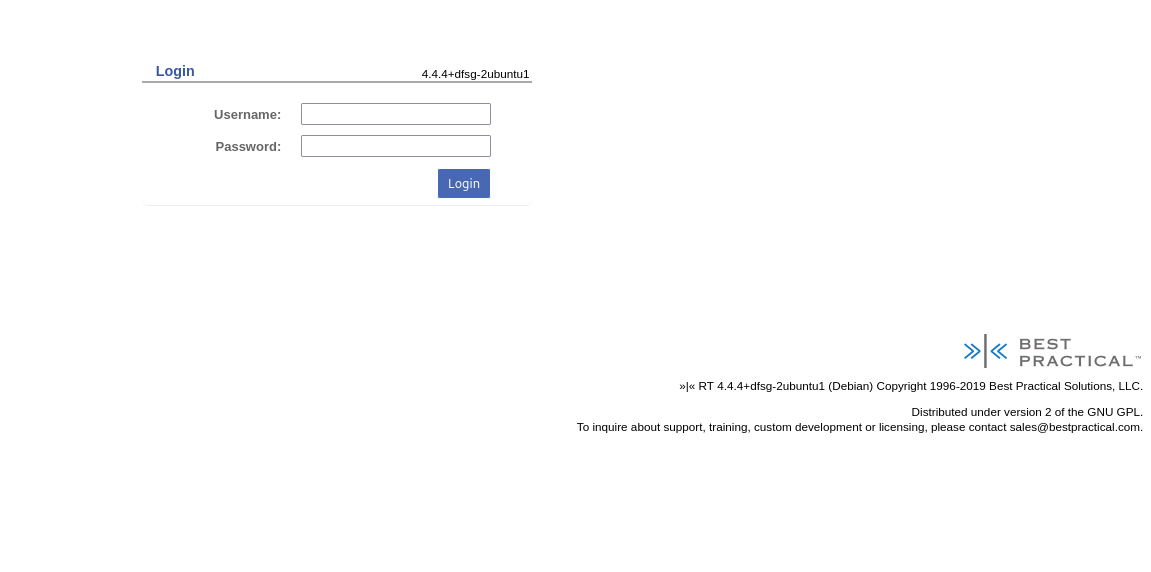 Login
4.4.4+dfsg-2ubuntu1
Username:
Password:
Login
BEST
PRACTICAL™
»|« RT 4.4.4+dfsg-2ubuntu1 (Debian) Copyright 1996-2019 Best Practical Solutions, LLC.
Distributed under version 2 of the GNU GPL.
To inquire about support, training, custom development or licensing, please contact sales@bestpractical.com.